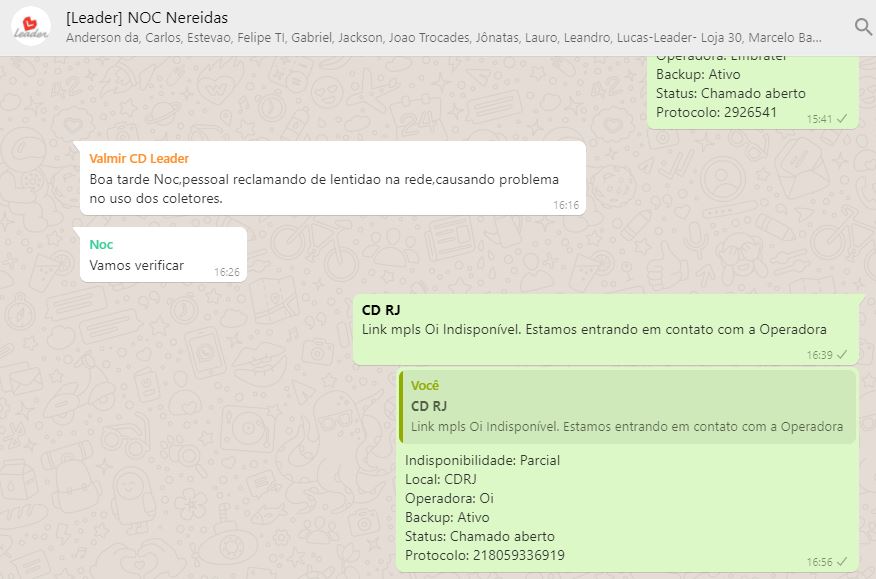 Leader
[Leader] NOC Nereidas
Anderson da, Carlos, Estevao, Felipe TI, Gabriel, Jackson, Joao Trocades, Jônatas, Lauro, Leandro, Lucas-Leader- Loja 30, Marcelo Ba...
Operadora: Embratel
Backup: Ativo
Status: Chamado aberto
Protocolo: 2926541
15:41
Valmir CD Leader
Boa tarde Noc,pessoal reclamando de lentidao na rede,causando problema
no uso dos coletores.
16:16
Noc
Vamos verificar
16:26
CD RJ
Link mpls Oi Indisponível. Estamos entrando em contato com a Operadora
16:39
Você
CD RJ
Link mpls Oi Indisponível. Estamos entrando em contato com a Operadora
Indisponibilidade: Parcial
Local: CDRJ
Operadora: Oi
Backup: Ativo
Status: Chamado aberto
Protocolo: 218059336919
16:56